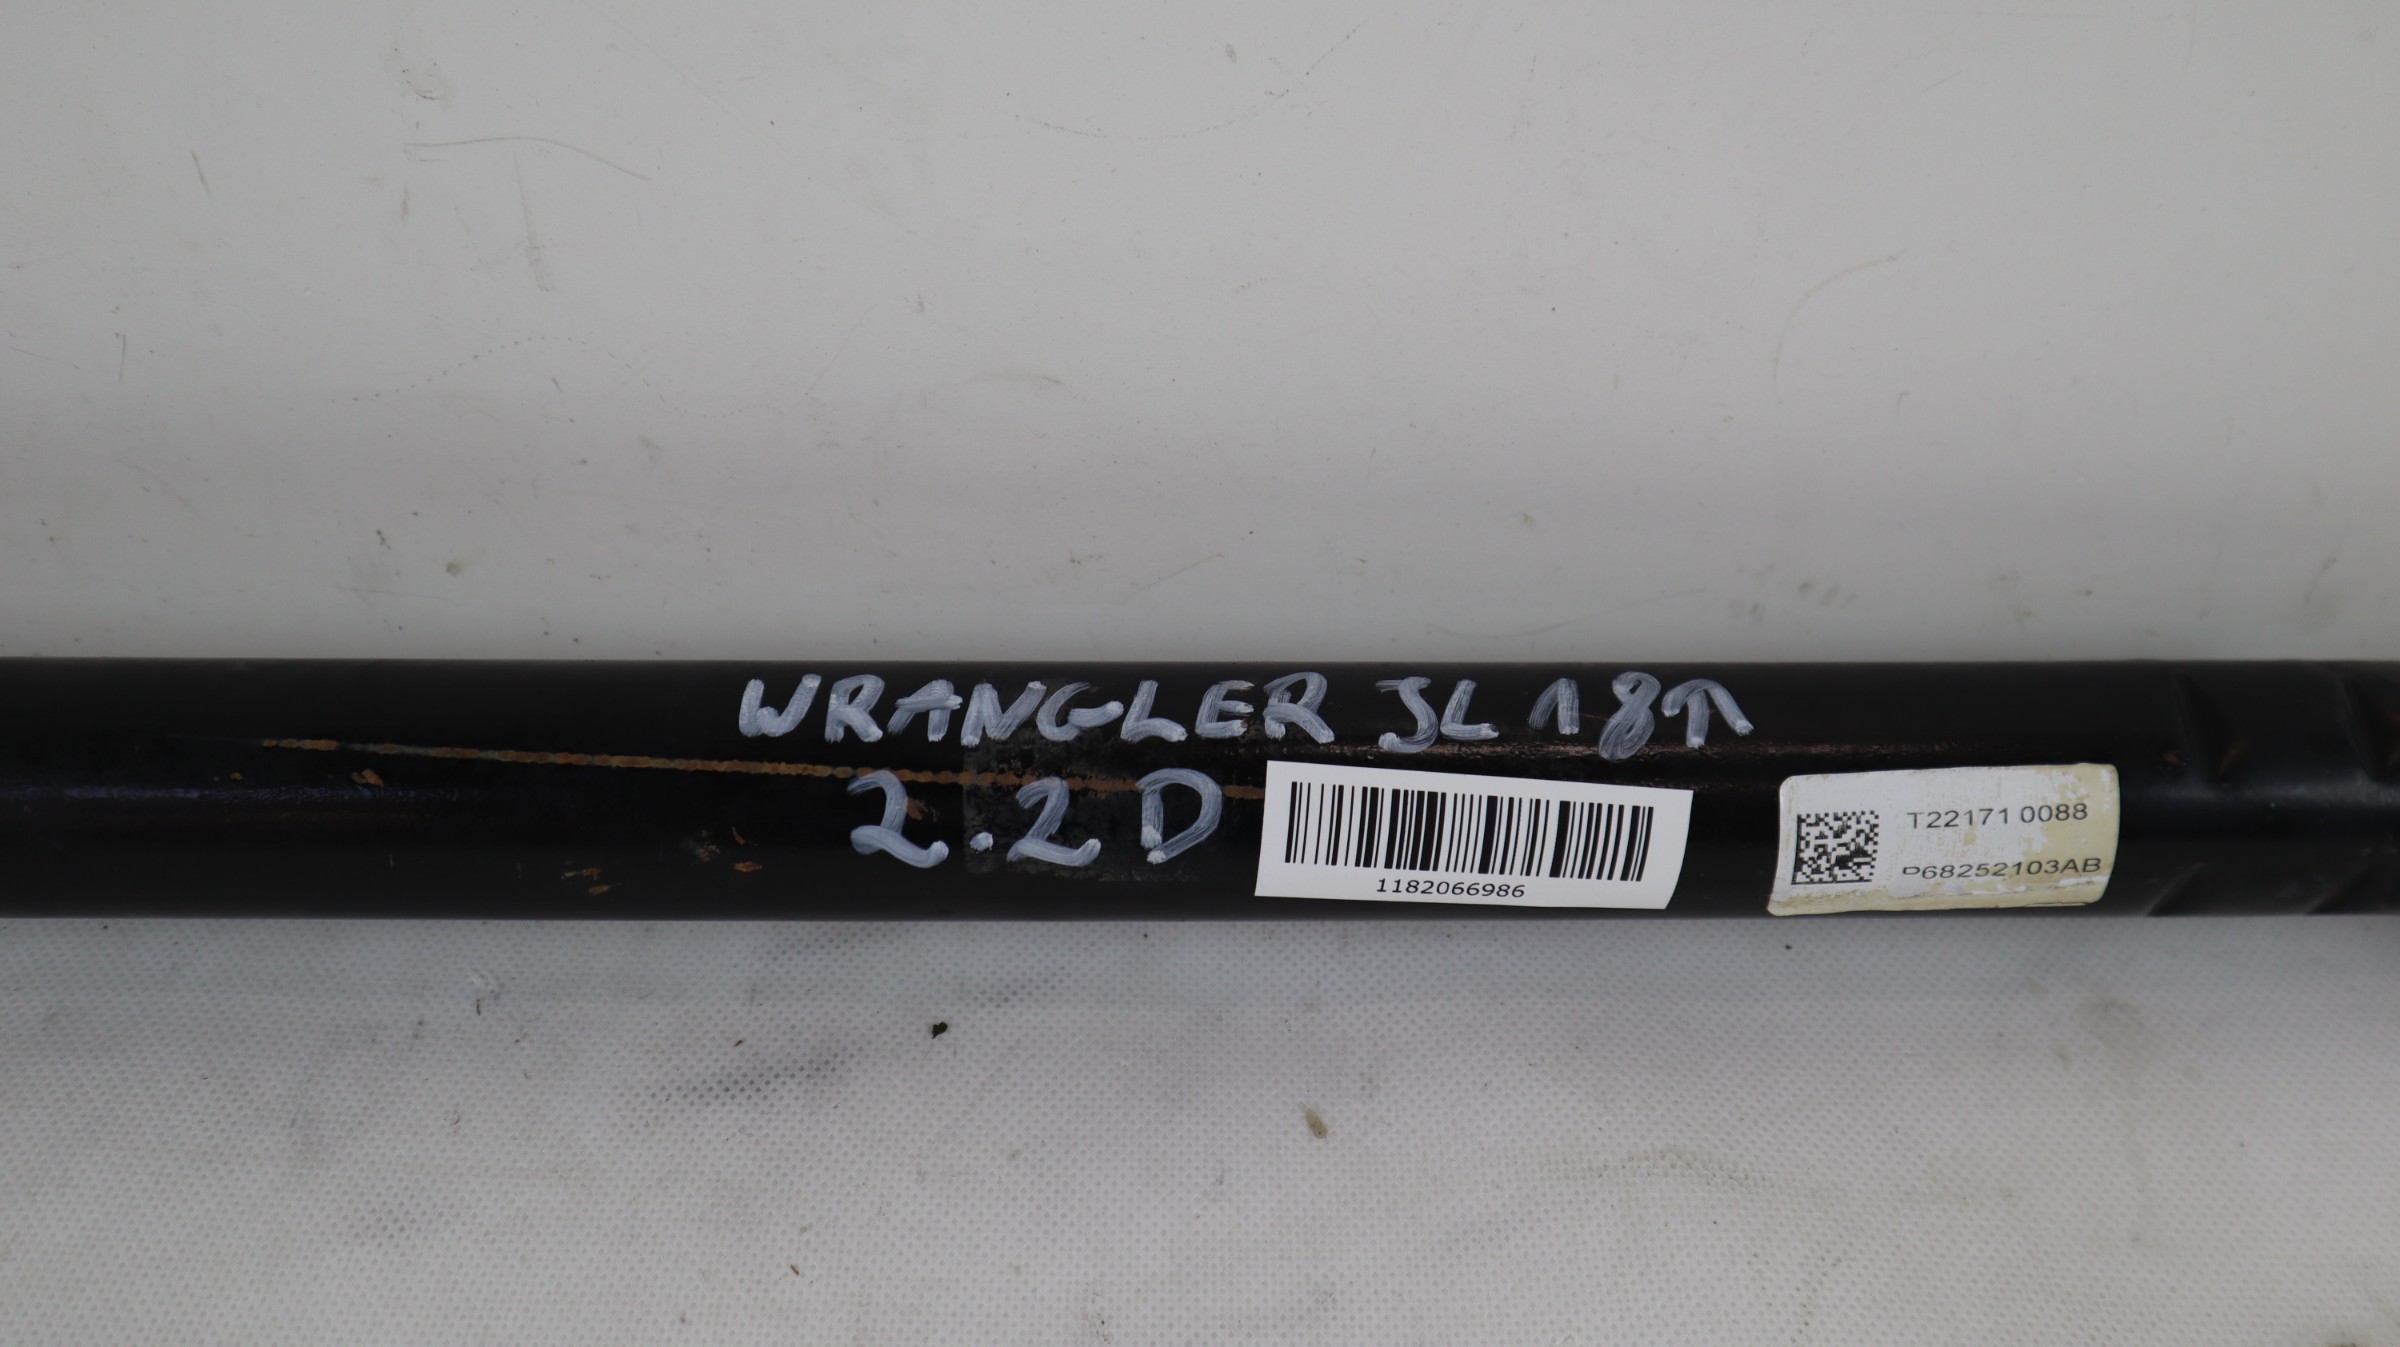 WRANGLER JL 18↑
2.2D
1182066986
T22171 0088
P68252103AB